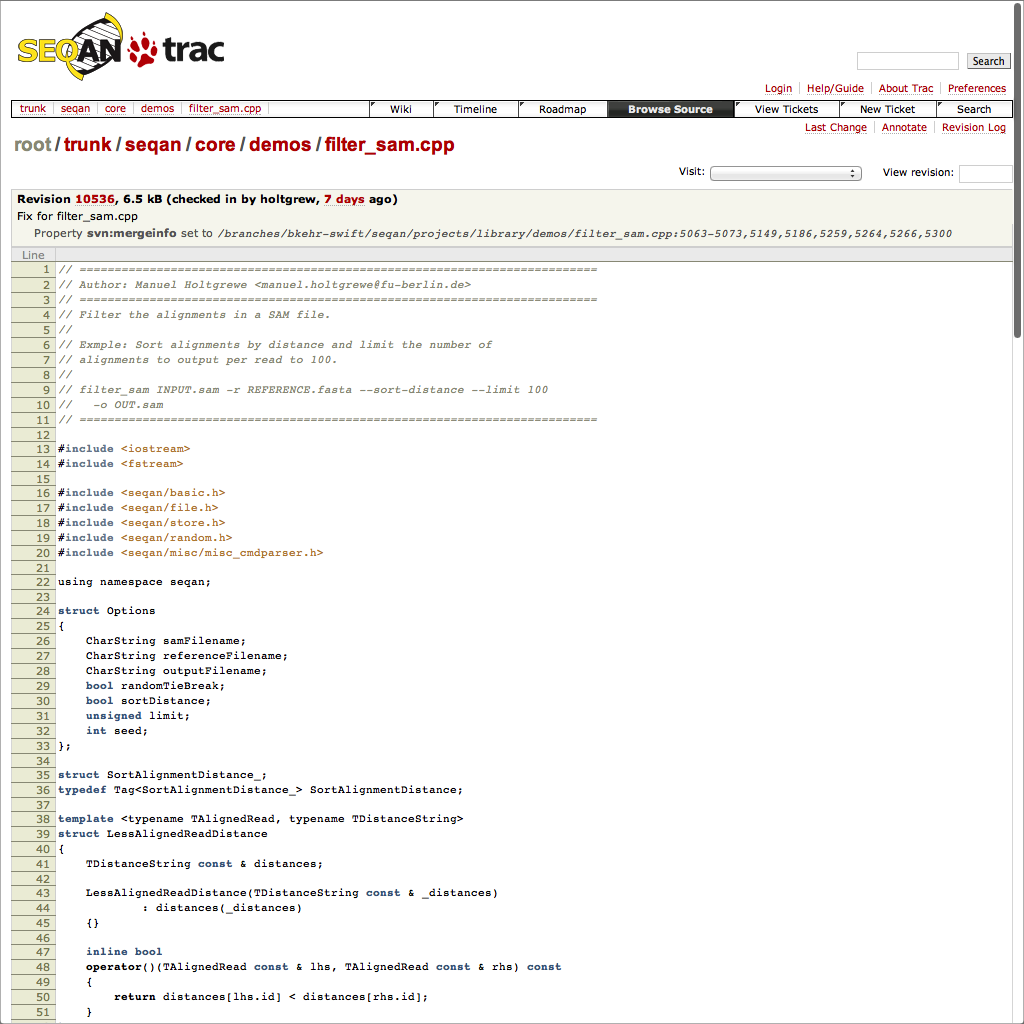 SEQAN trac
Search
Login Help/Guide About Trac Preferences
trunk seqan core demos filter_sam.cpp Wiki Timeline Roadmap Browse Source View Tickets New Ticket Search
Last Change Annotate Revision Log
root/trunk/seqan/core/demos/filter_sam.cpp
Visit: View revision:
Revision 10536, 6.5 kB (checked in by holtgrew, 7 days ago)
Fix for filter_sam.cpp
Property svn:mergeinfo set to /branches/bkehr-swift/seqan/projects/library/demos/filter_sam.cpp:5063-5073,5149,5186,5259,5264,5266,5300
Line
1 // ==========================================================================
2 // Author: Manuel Holtgrewe <manuel.holtgrewe@fu-berlin.de>
3 // ==========================================================================
4 // Filter the alignments in a SAM file.
5 //
6 // Exmple: Sort alignments by distance and limit the number of
7 // alignments to output per read to 100.
8 //
9 // filter_sam INPUT.sam -r REFERENCE.fasta --sort-distance --limit 100
10 //   -o OUT.sam
11 // ==========================================================================
12
13 #include <iostream>
14 #include <fstream>
15
16 #include <seqan/basic.h>
17 #include <seqan/file.h>
18 #include <seqan/store.h>
19 #include <seqan/random.h>
20 #include <seqan/misc/misc_cmdparser.h>
21
22 using namespace seqan;
23
24 struct Options
25 {
26     CharString samFilename;
27     CharString referenceFilename;
28     CharString outputFilename;
29     bool randomTieBreak;
30     bool sortDistance;
31     unsigned limit;
32     int seed;
33 };
34
35 struct SortAlignmentDistance_;
36 typedef Tag<SortAlignmentDistance_> SortAlignmentDistance;
37
38 template <typename TAlignedRead, typename TDistanceString>
39 struct LessAlignedReadDistance
40 {
41     TDistanceString const & distances;
42
43     LessAlignedReadDistance(TDistanceString const & _distances)
44             : distances(_distances)
45     {}
46
47     inline bool
48     operator()(TAlignedRead const & lhs, TAlignedRead const & rhs) const
49     {
50         return distances[lhs.id] < distances[rhs.id];
51     }